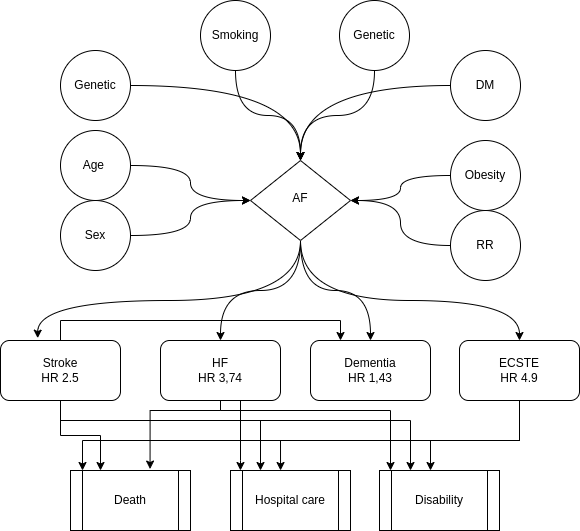 Smoking
Genetic
Genetic
DM
Age
Obesity
AF
Sex
RR
Stroke
HR 2.5
HF
HR 3,74
Dementia
HR 1,43
ECSTE
HR 4.9
Death
Hospital care
Disability